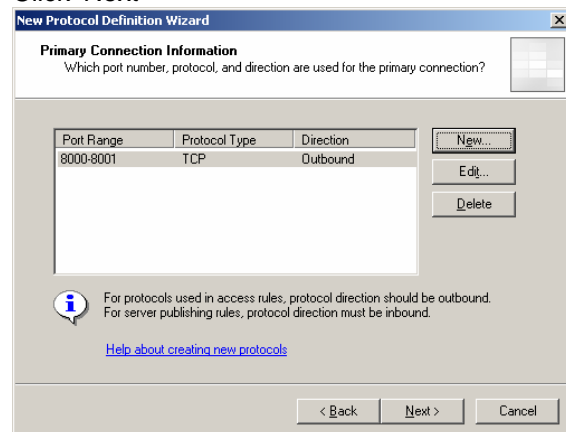 New Protocol Definition Wizard
Primary Connection Information
Which port number, protocol, and direction are used for the primary connection?
Port Range Protocol Type Direction
8000-8001 TCP Outbound
New...
Edit...
Delete
For protocols used in access rules, protocol direction should be outbound.
For server publishing rules, protocol direction must be inbound.
Help about creating new protocols
< Back Next > Cancel